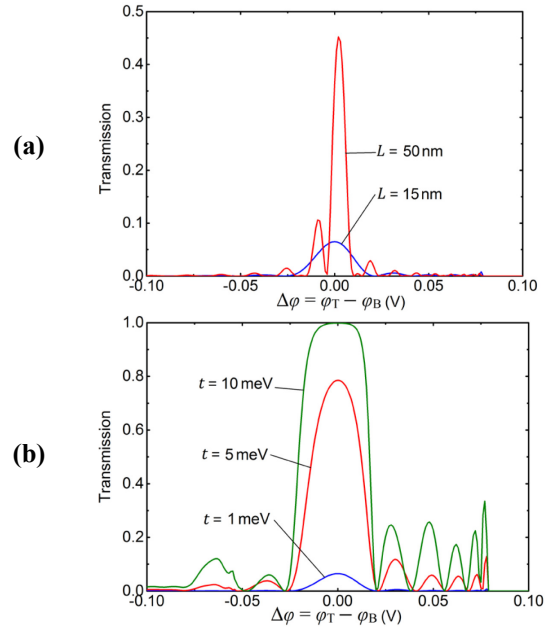 (a)
Transmission
0.5
0.4
0.3
0.2
0.1
0.0
L = 50 nm
L = 15 nm
-0.10 -0.05 0.00 0.05 0.10
Δφ = φT − φB (V)
(b)
Transmission
1.0
0.8
0.6
0.4
0.2
0.0
t = 10 meV
t = 5 meV
t = 1 meV
-0.10 -0.05 0.00 0.05 0.10
Δφ = φT − φB (V)